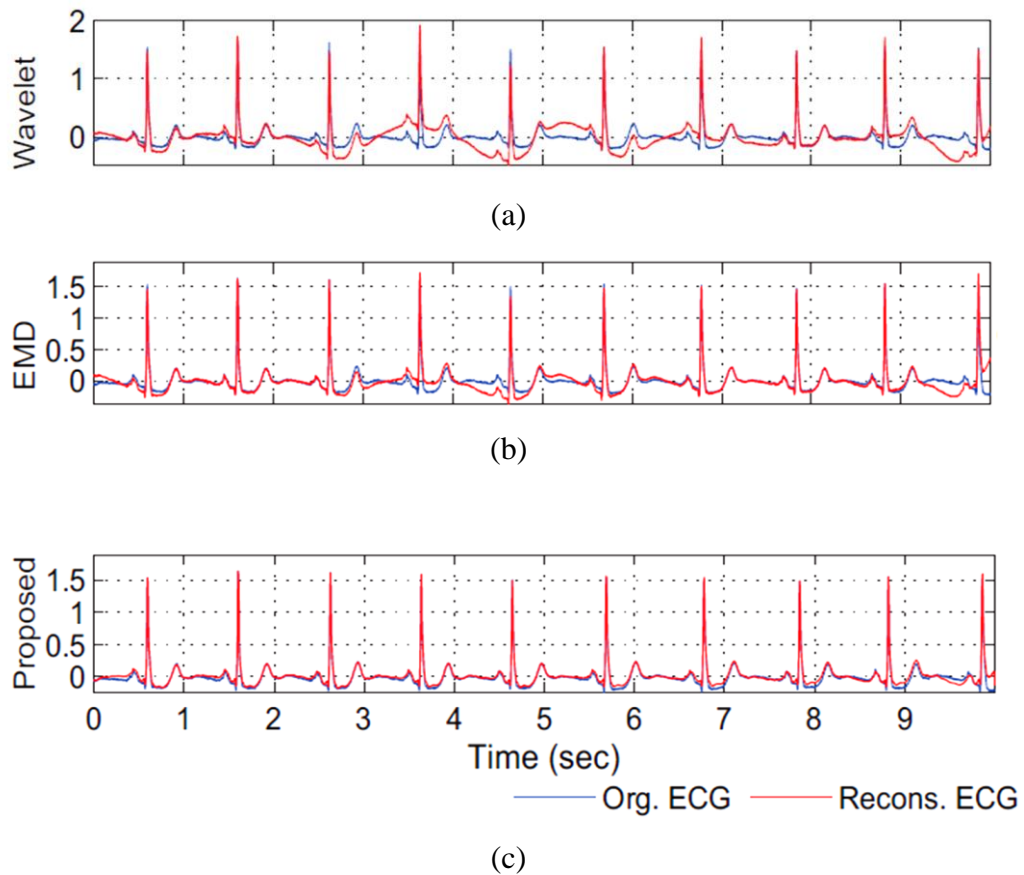 2
1
0
Wavelet
(a)
1.5
1
0.5
0
EMD
(b)
1.5
1
0.5
0
Proposed
0 1 2 3 4 5 6 7 8 9
Time (sec)
Org. ECG Recons. ECG
(c)